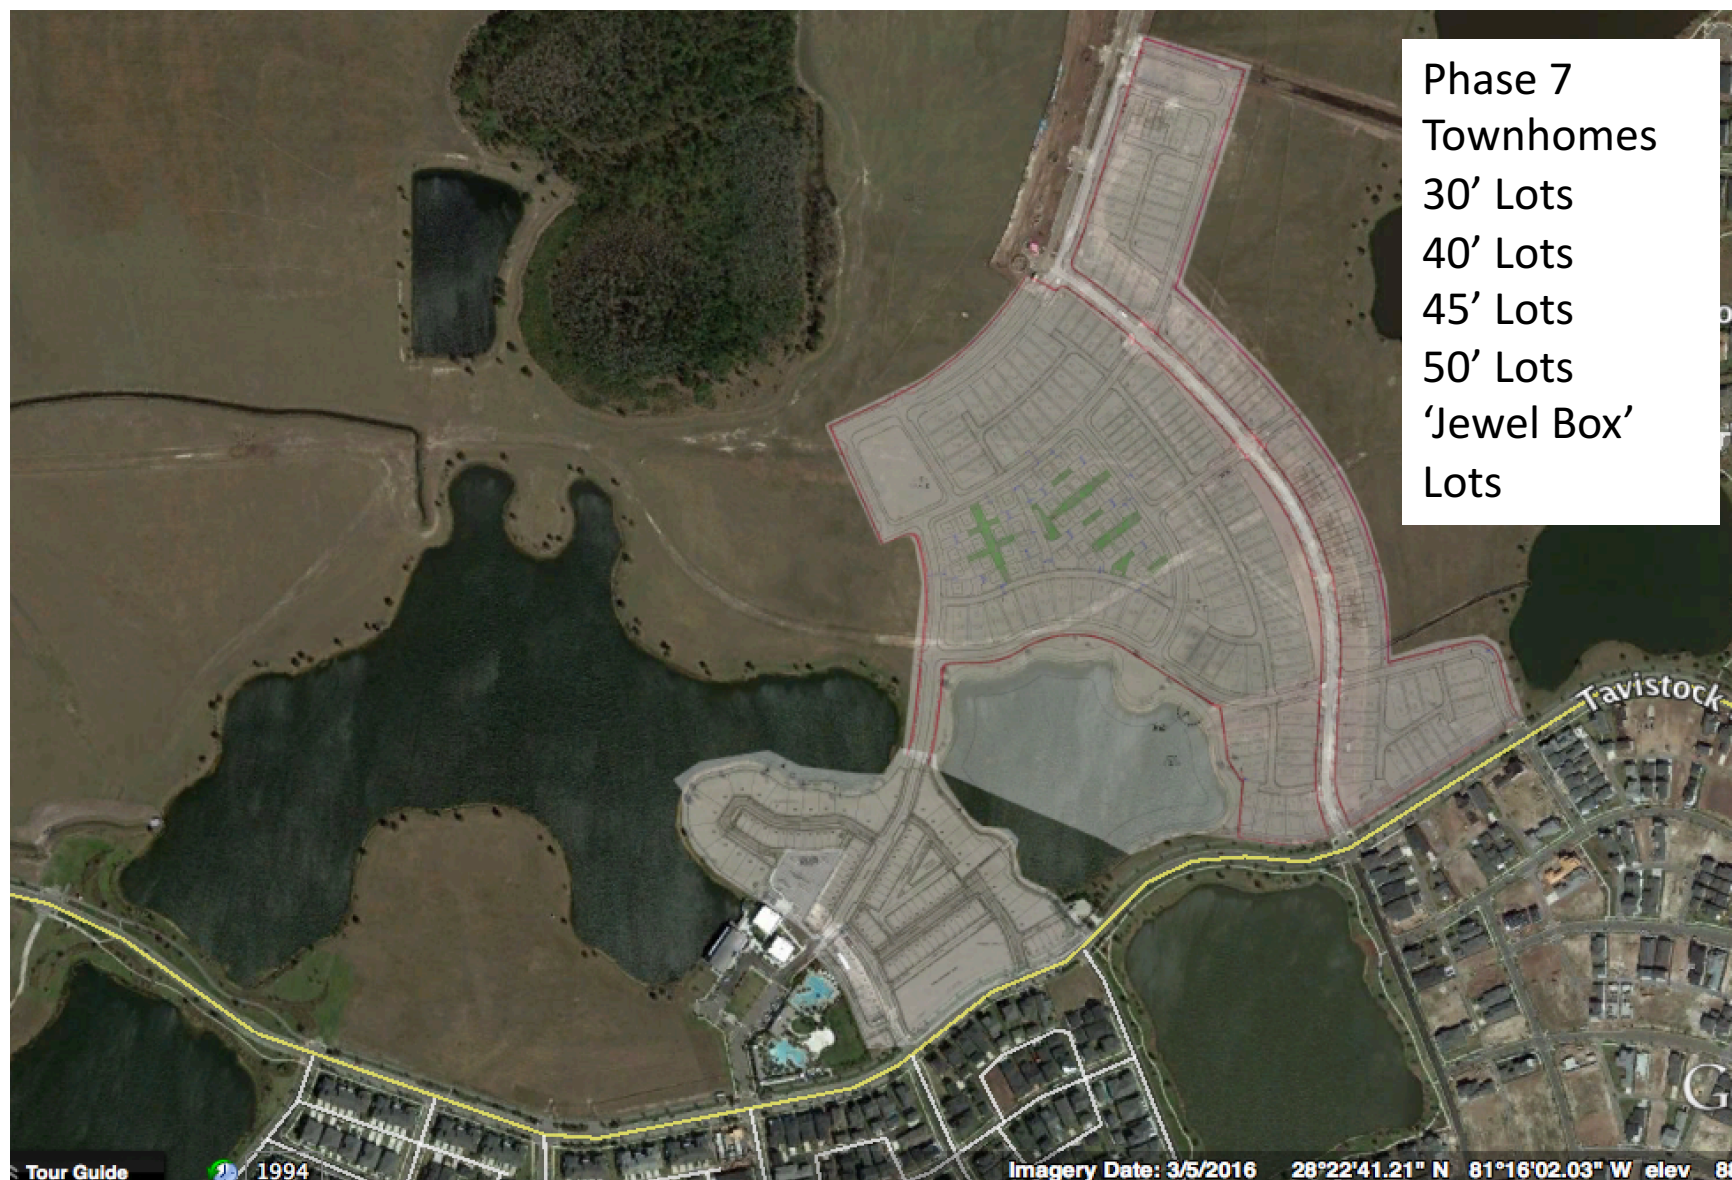 Phase 7
Townhomes
30’ Lots
40’ Lots
45’ Lots
50’ Lots
‘Jewel Box’
Lots
Tavistock
G
Tour Guide
1994
Imagery Date: 3/5/2016 28°22'41.21" N 81°16'02.03" W elev